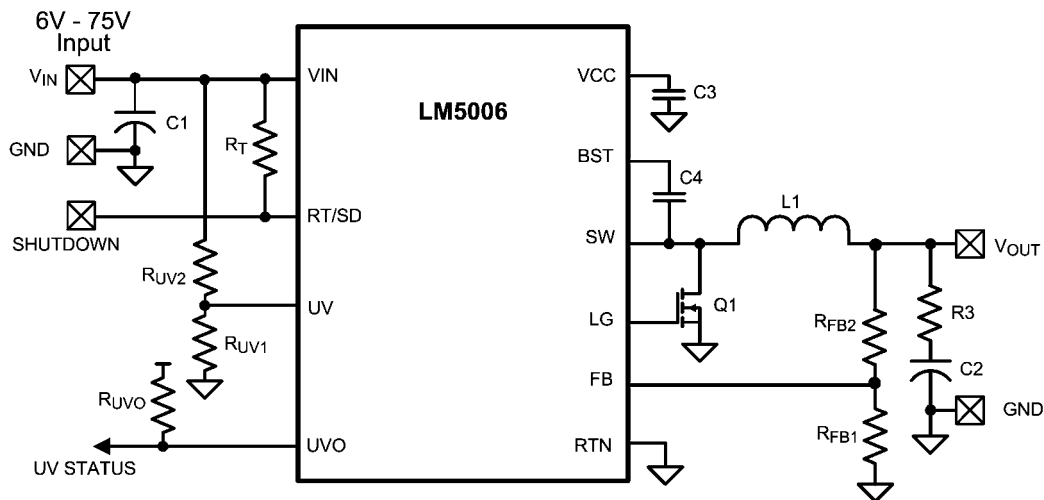 6V - 75V
Input
VIN
C1
GND
RT
SHUTDOWN
RUV2
RUV1
RUVO
UV STATUS
LM5006
VIN
RT/SD
UV
UVO
VCC
BST
SW
LG
FB
RTN
C3
C4
L1
VOUT
Q1
RFB2
R3
C2
GND
RFB1